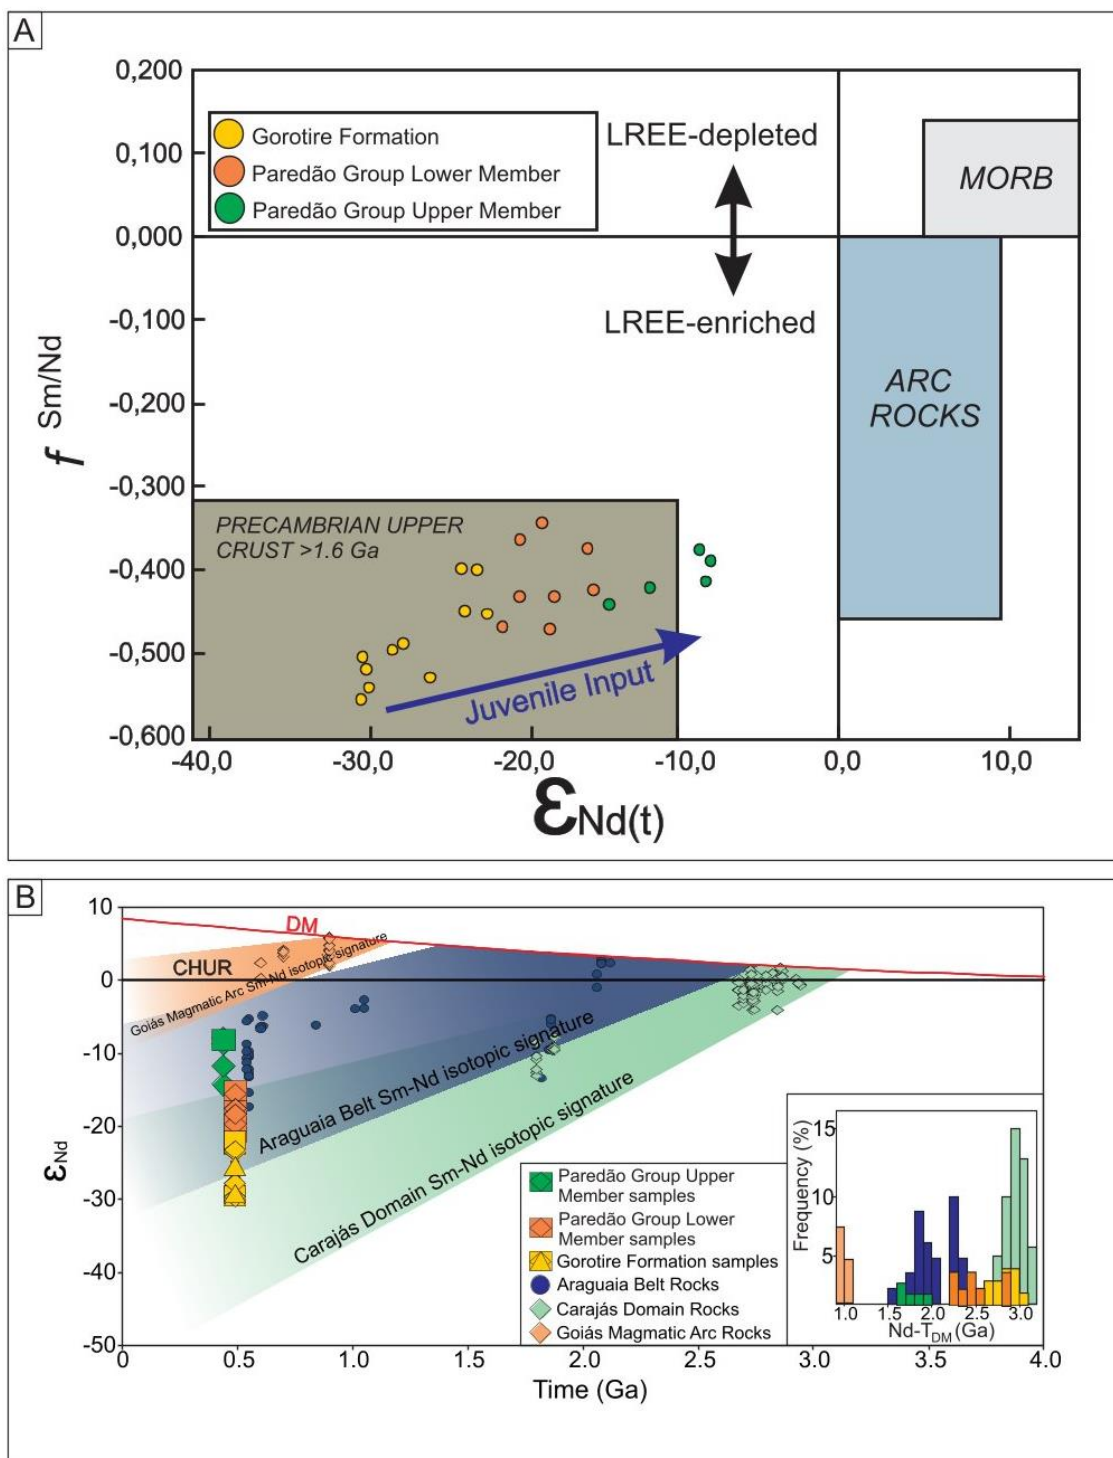 A
0,200
0,100
0,000
-0,100
-0,200
-0,300
-0,400
-0,500
-0,600
f Sm/Nd
Gorotire Formation
Paredão Group Lower Member
Paredão Group Upper Member
LREE-depleted
LREE-enriched
MORB
ARC
ROCKS
PRECAMBRIAN UPPER
CRUST >1.6 Ga
Juvenile Input
-40,0
-30,0
-20,0
-10,0
0,0
10,0
εNd(t)
B
10
0
-10
-20
-30
-40
-50
εNd
DM
CHUR
Goiás Magmatic Arc Sm-Nd isotopic signature
Araguaia Belt Sm-Nd isotopic signature
Carajás Domain Sm-Nd isotopic signature
Paredão Group Upper
Member samples
Paredão Group Lower
Member samples
Gorotire Formation samples
Araguaia Belt Rocks
Carajás Domain Rocks
Goiás Magmatic Arc Rocks
Frequency (%)
15
10
5
1.0
1.5
2.0
2.5
3.0
Nd-TDM (Ga)
0
0.5
1.0
1.5
2.0
2.5
3.0
3.5
4.0
Time (Ga)